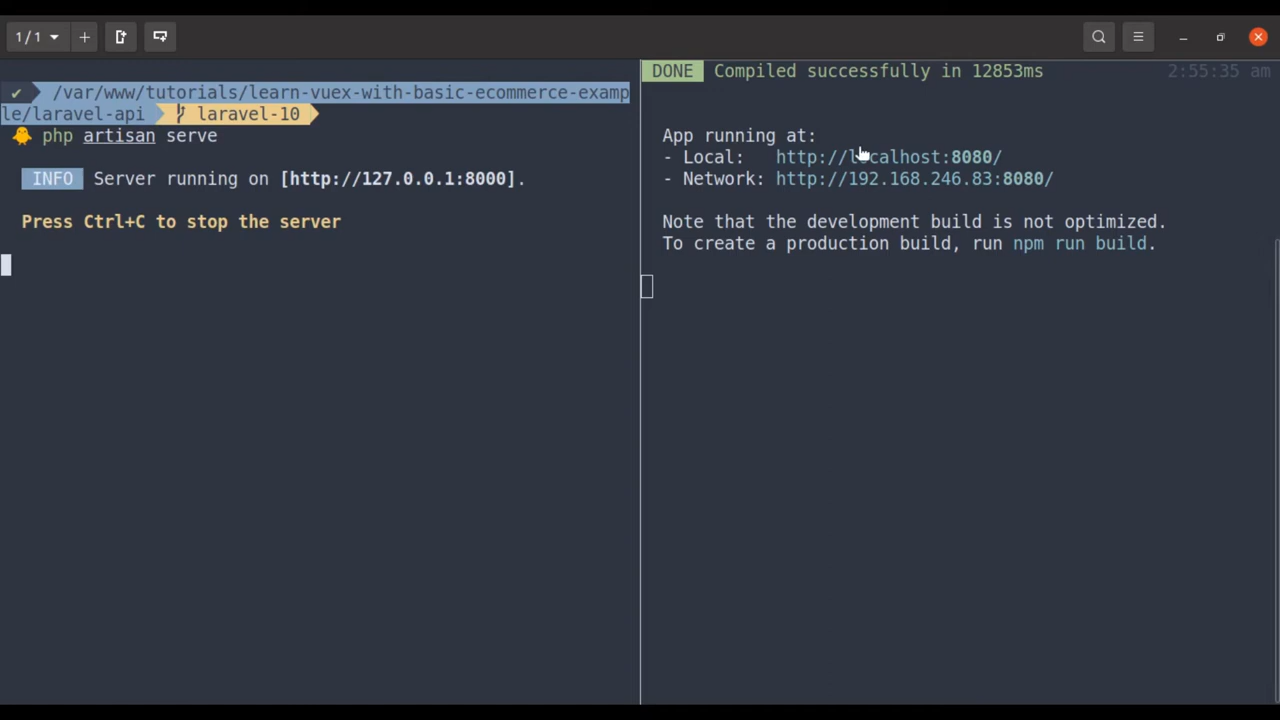 1 / 1
/var/www/tutorials/learn-vuex-with-basic-ecommerce-examp
le/laravel-api laravel-10
php artisan serve
INFO Server running on [http://127.0.0.1:8000].
Press Ctrl+C to stop the server
DONE Compiled successfully in 12853ms 2:55:35 am
App running at:
- Local: http://localhost:8080/
- Network: http://192.168.246.83:8080/
Note that the development build is not optimized.
To create a production build, run npm run build.